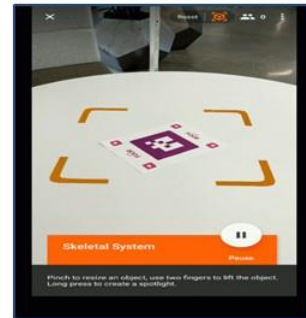 Reset 0
Skeletal System
Pause
Pinch to resize an object, use two fingers to lift the object.
Long press to create a spotlight.